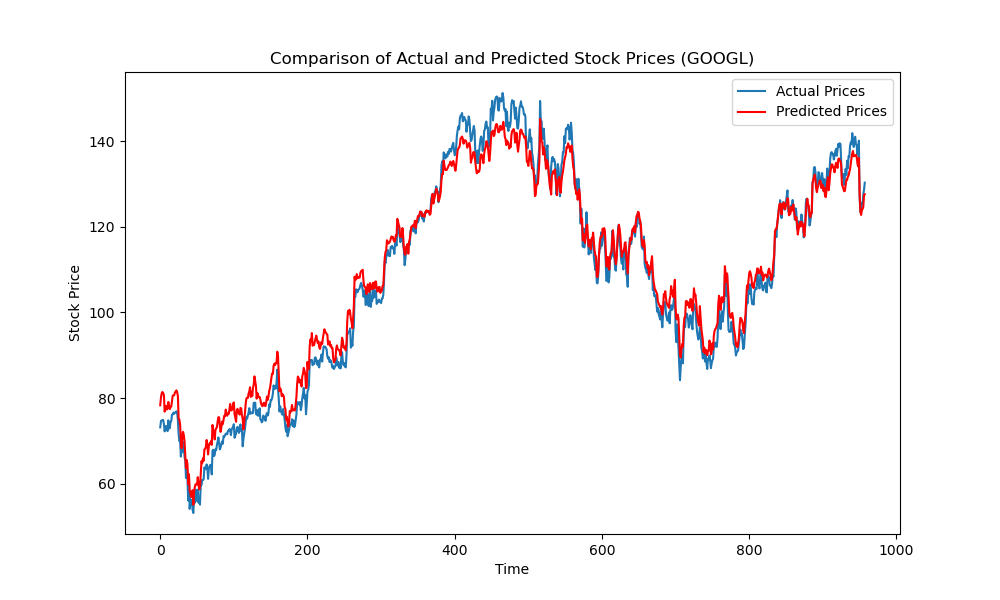 Comparison of Actual and Predicted Stock Prices (GOOGL)
Actual Prices
Predicted Prices
140
120
100
80
60
Stock Price
0 200 400 600 800 1000
Time